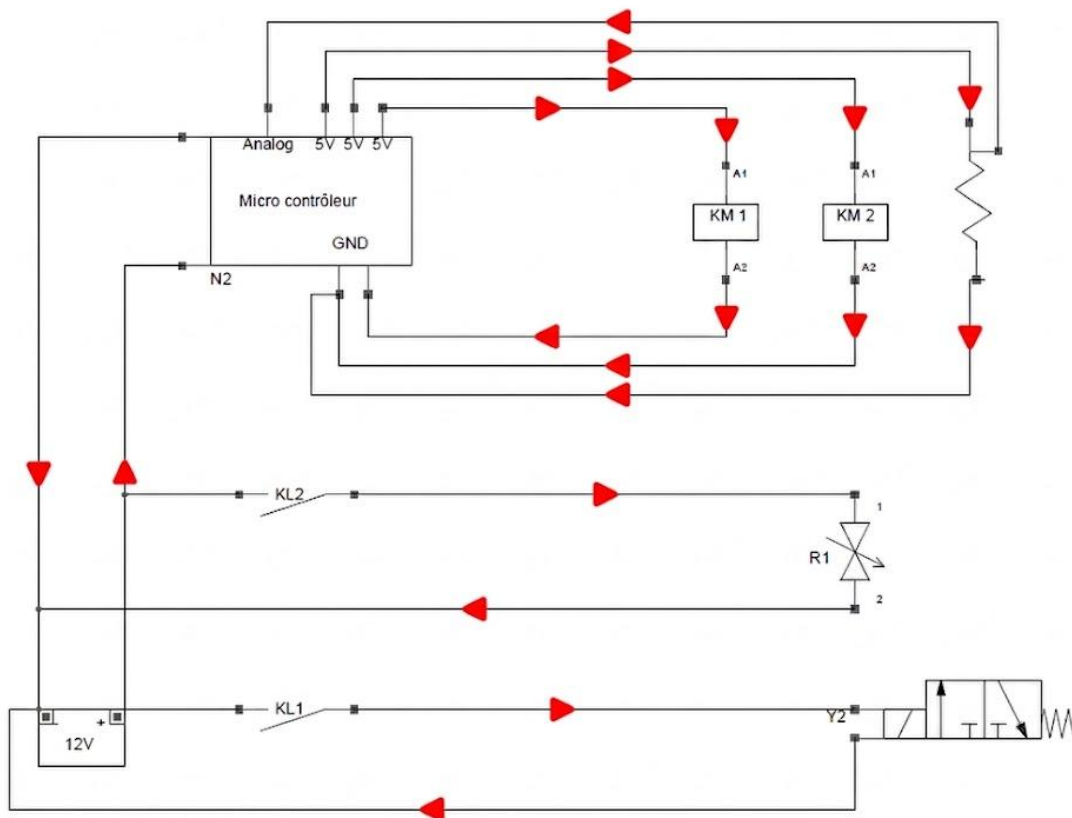 Analog 5V 5V 5V
Micro contrôleur
GND
N2
A1
KM 1
A2
A1
KM 2
A2
KL2
1
R1
2
- +
12V
KL1
Y2